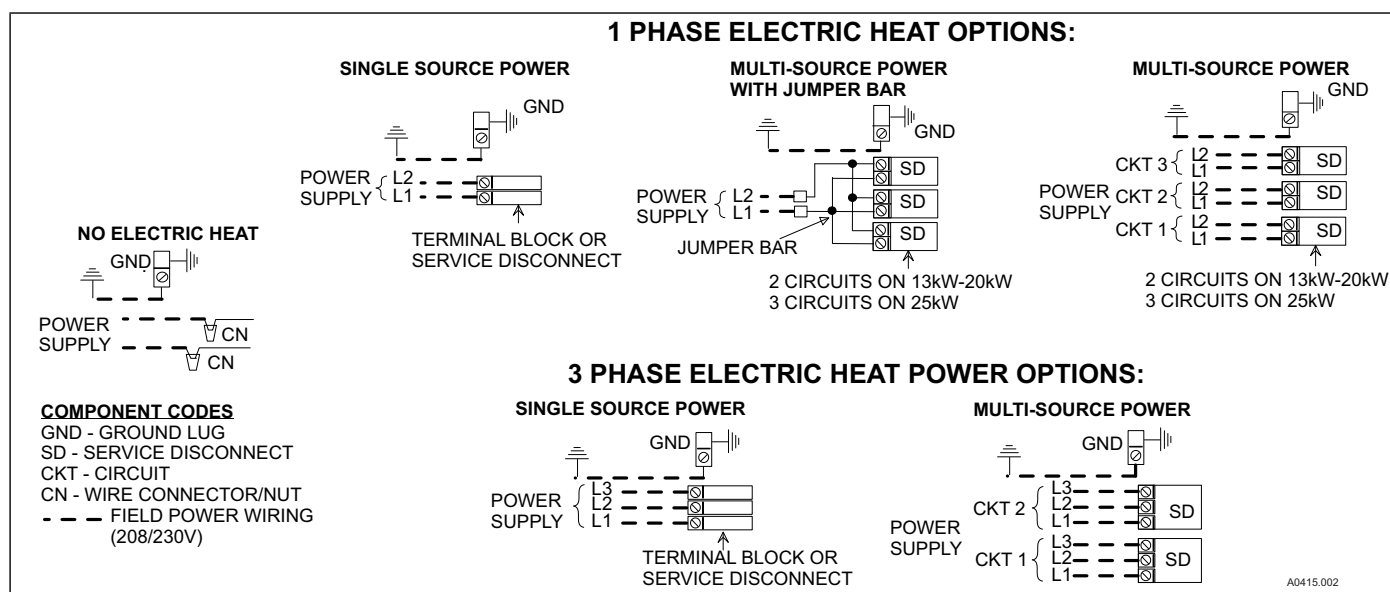 1 PHASE ELECTRIC HEAT OPTIONS:
SINGLE SOURCE POWER
GND
POWER
SUPPLY
L2
L1
TERMINAL BLOCK OR
SERVICE DISCONNECT
MULTI-SOURCE POWER
WITH JUMPER BAR
GND
POWER
SUPPLY
L2
L1
SD
SD
SD
JUMPER BAR
2 CIRCUITS ON 13kW-20kW
3 CIRCUITS ON 25kW
MULTI-SOURCE POWER
GND
POWER
SUPPLY
CKT 3
L2
L1
SD
CKT 2
L2
L1
SD
CKT 1
L2
L1
SD
2 CIRCUITS ON 13kW-20kW
3 CIRCUITS ON 25kW
NO ELECTRIC HEAT
GND
POWER
SUPPLY
CN
CN
COMPONENT CODES
GND - GROUND LUG
SD - SERVICE DISCONNECT
CKT - CIRCUIT
CN - WIRE CONNECTOR/NUT
FIELD POWER WIRING
(208/230V)
3 PHASE ELECTRIC HEAT POWER OPTIONS:
SINGLE SOURCE POWER
GND
POWER
SUPPLY
L3
L2
L1
TERMINAL BLOCK OR
SERVICE DISCONNECT
MULTI-SOURCE POWER
GND
POWER
SUPPLY
CKT 2
L3
L2
L1
SD
CKT 1
L3
L2
L1
SD
A0415.002